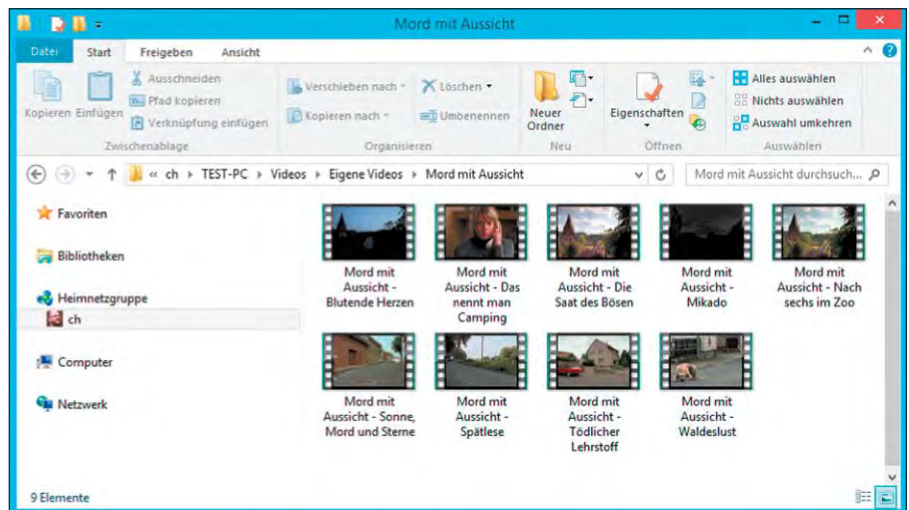 Mord mit Aussicht
Datei Start Freigeben Ansicht
Kopieren Einfügen
Ausschneiden
Pfad kopieren
Verknüpfung einfügen
Zwischenablage
Verschieben nach
Kopieren nach
Löschen
Umbenennen
Organisieren
Neuer
Ordner
Neu
Eigenschaften
Öffnen
Alles auswählen
Nichts auswählen
Auswahl umkehren
Auswählen
« ch TEST-PC Videos Eigene Videos Mord mit Aussicht
Mord mit Aussicht durchsuch...
Favoriten
Bibliotheken
Heimnetzgruppe
ch
Computer
Netzwerk
Mord mit
Aussicht -
Blutende Herzen
Mord mit
Aussicht - Das
nennt man
Camping
Mord mit
Aussicht - Die
Saat des Bösen
Mord mit
Aussicht -
Mikado
Mord mit
Aussicht - Nach
sechs im Zoo
Mord mit
Aussicht - Sonne,
Mord und Sterne
Mord mit
Aussicht -
Spätlese
Mord mit
Aussicht -
Tödlicher
Lehrstoff
Mord mit
Aussicht -
Waldeslust
9 Elemente